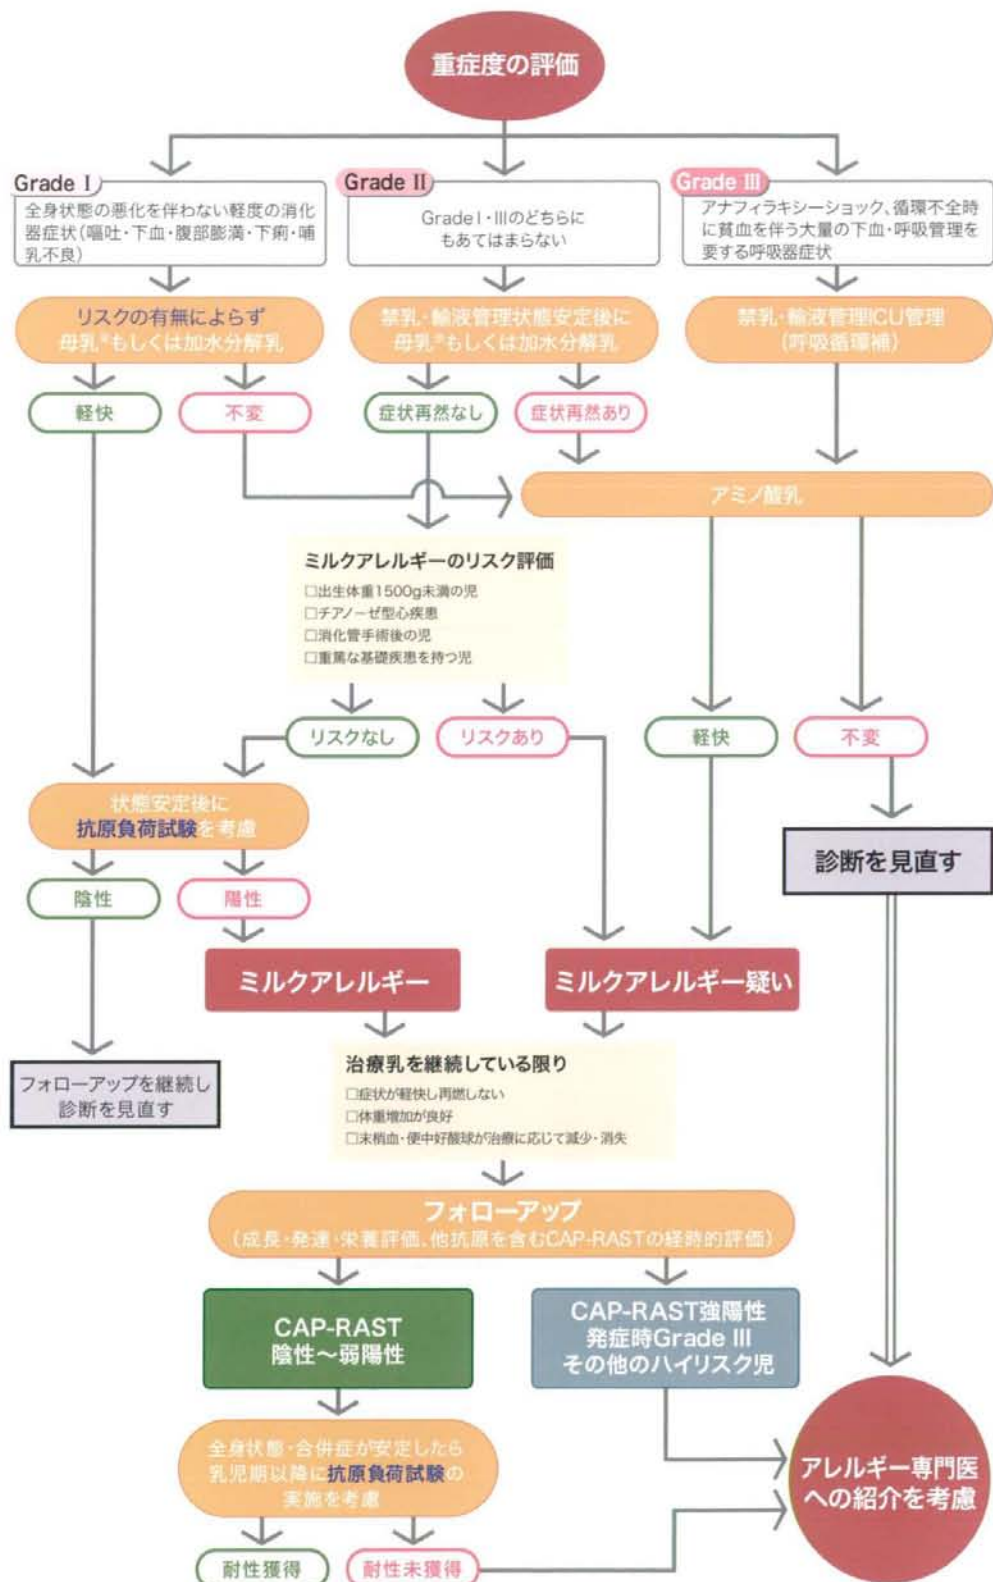 重症度の評価
Grade I
全身状態の悪化を伴わない軽度の消化
器症状（嘔吐・下血・腹部膨満・下痢・哺
乳不良）
Grade II
Grade I・IIIのどちらに
もあてはまらない
Grade III
アナフィラキシーショック、循環不全時
に貧血を伴う大量の下血・呼吸管理を
要する呼吸器症状
リスクの有無によらず
母乳※もしくは加水分解乳
禁乳・輸液管理状態安定後に
母乳※もしくは加水分解乳
禁乳・輸液管理ICU管理
（呼吸循環補）
軽快
不変
症状再然なし
症状再然あり
アミノ酸乳
ミルクアレルギーのリスク評価
□出生体重1500g未満の児
□チアノーゼ型心疾患
□消化管手術後の児
□重篤な基礎疾患を持つ児
リスクなし
リスクあり
軽快
不変
状態安定後に
抗原負荷試験を考慮
診断を見直す
陰性
陽性
ミルクアレルギー
ミルクアレルギー疑い
フォローアップを継続し
診断を見直す
治療乳を継続している限り
□症状が軽快し再燃しない
□体重増加が良好
□末梢血・便中好酸球が治療に応じて減少・消失
フォローアップ
（成長・発達・栄養評価、他抗原を含むCAP-RASTの経時的評価）
CAP-RAST
陰性～弱陽性
CAP-RAST強陽性
発症時Grade III
その他のハイリスク児
全身状態・合併症が安定したら
乳児期以降に抗原負荷試験の
実施を考慮
アレルギー専門医
への紹介を考慮
耐性獲得
耐性未獲得